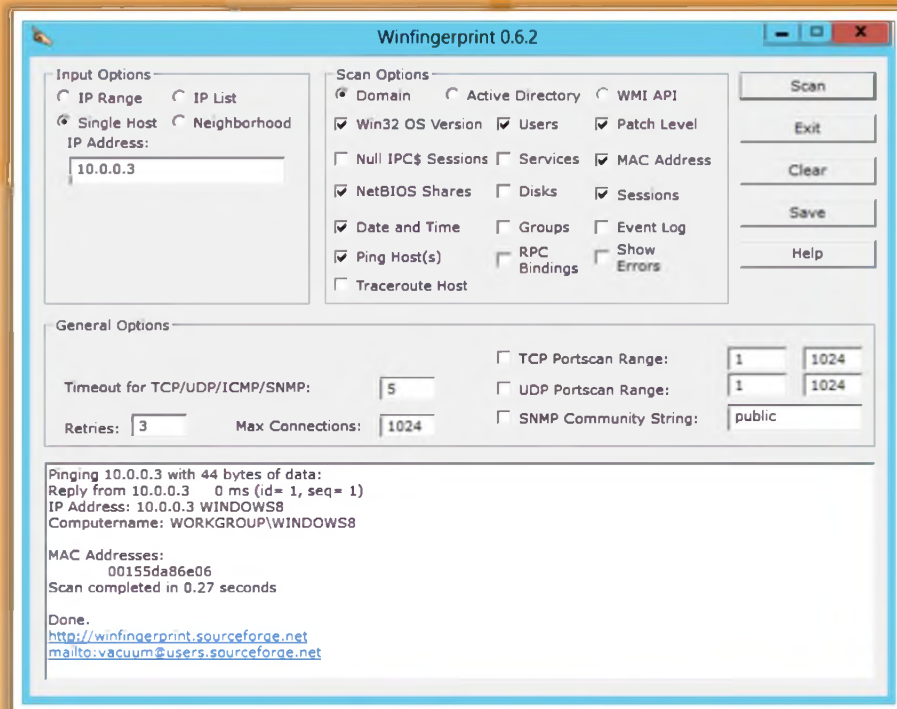 Winfingerprint 0.6.2
Input Options
IP Range IP List
Single Host Neighborhood
IP Address:
10.0.0.3
Scan Options
Domain Active Directory WMI API
Win32 OS Version Users Patch Level
Null IPC$ Sessions Services MAC Address
NetBIOS Shares Disks Sessions
Date and Time Groups Event Log
Ping Host(s) RPC Bindings Show Errors
Traceroute Host
Scan
Exit
Clear
Save
Help
General Options
Timeout for TCP/UDP/ICMP/SNMP: 5
Retries: 3 Max Connections: 1024
TCP Portscan Range: 1 1024
UDP Portscan Range: 1 1024
SNMP Community String: public
Pinging 10.0.0.3 with 44 bytes of data:
Reply from 10.0.0.3 0 ms (id= 1, seq= 1)
IP Address: 10.0.0.3 WINDOWS8
Computername: WORKGROUP\WINDOWS8
MAC Addresses:
00155da86e06
Scan completed in 0.27 seconds
Done.
http://winfingerprint.sourceforge.net
mailto:vacuum@users.sourceforge.net